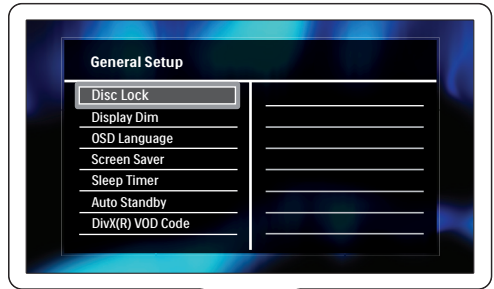 General Setup
Disc Lock
Display Dim
OSD Language
Screen Saver
Sleep Timer
Auto Standby
DivX(R) VOD Code